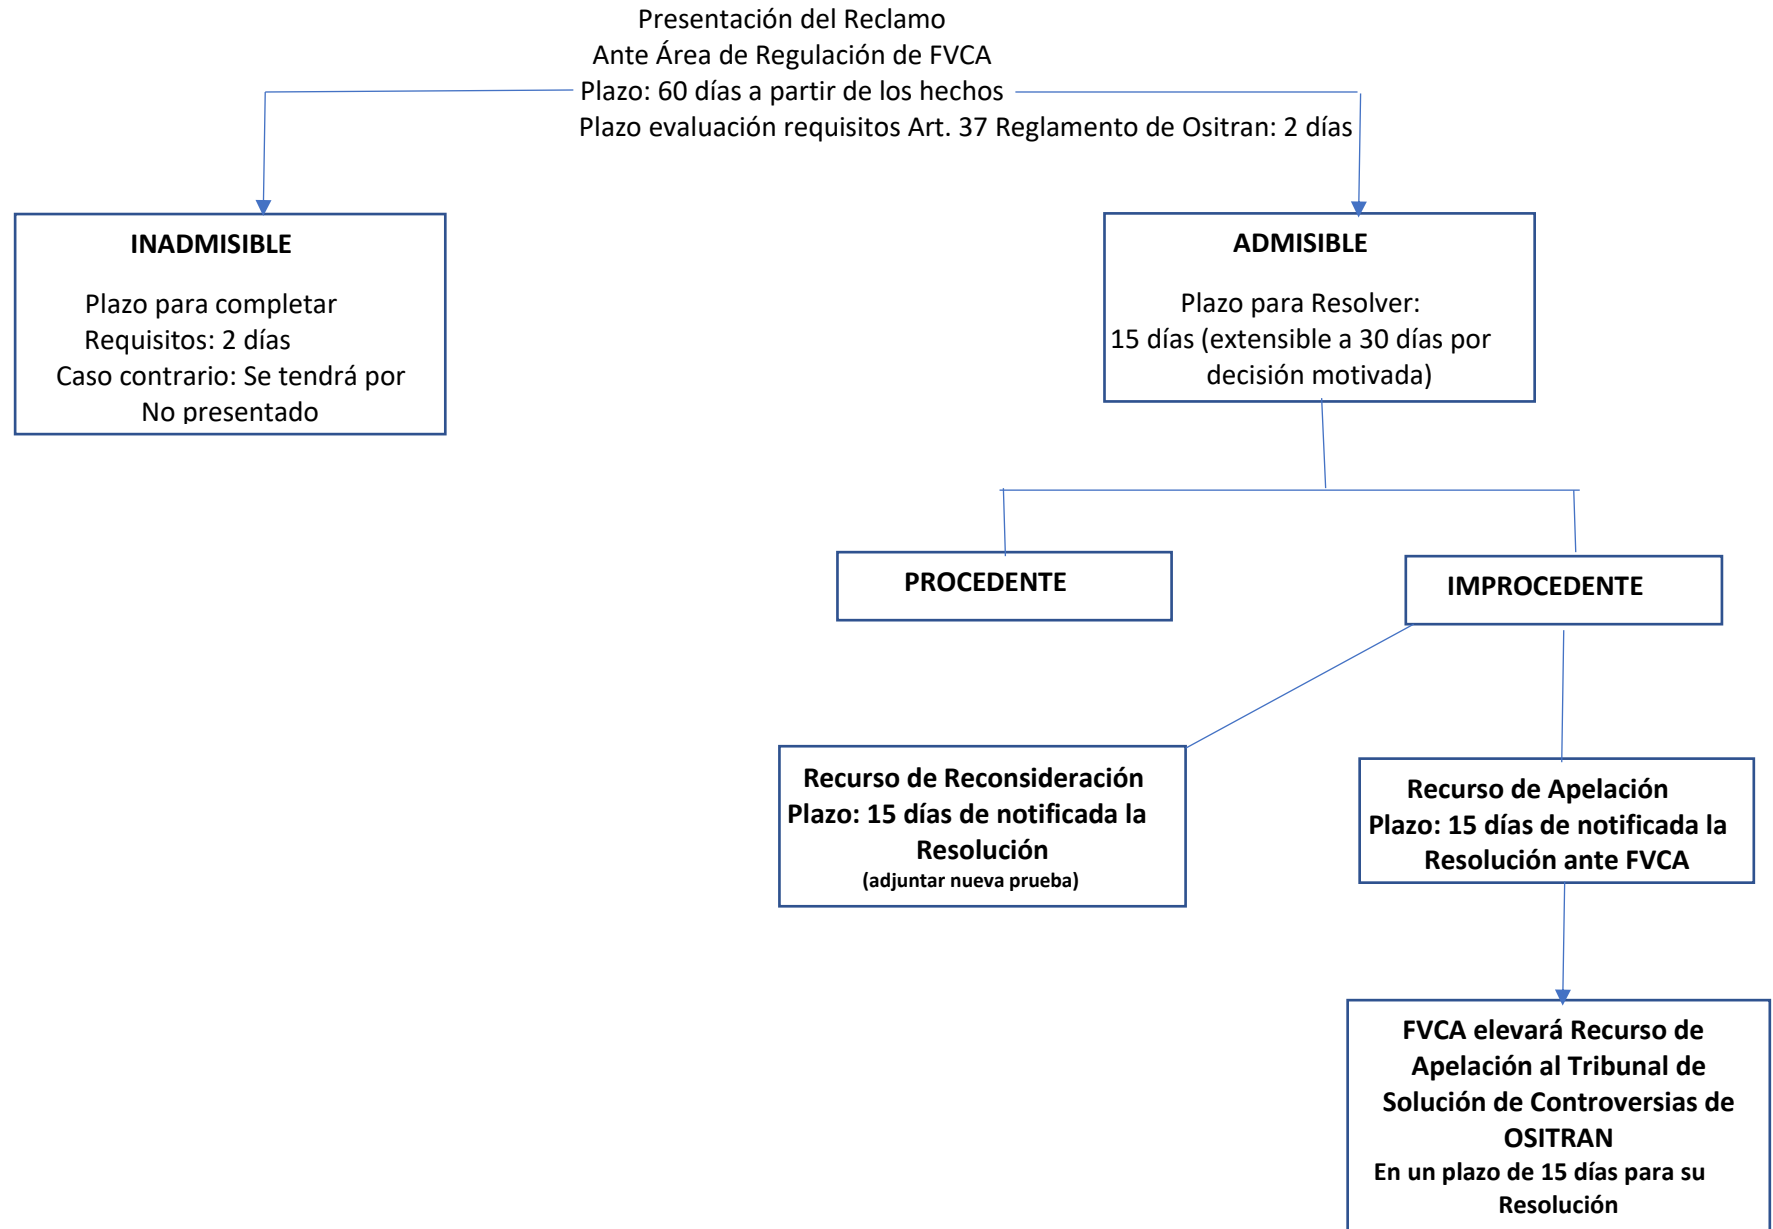 Presentación del Reclamo
Ante Área de Regulación de FVCA
Plazo: 60 días a partir de los hechos
Plazo evaluación requisitos Art. 37 Reglamento de Ositran: 2 días
INADMISIBLE
Plazo para completar
Requisitos: 2 días
Caso contrario: Se tendrá por
No presentado
ADMISIBLE
Plazo para Resolver:
15 días (extensible a 30 días por
decisión motivada)
PROCEDENTE
IMPROCEDENTE
Recurso de Reconsideración
Plazo: 15 días de notificada la
Resolución
(adjuntar nueva prueba)
Recurso de Apelación
Plazo: 15 días de notificada la
Resolución ante FVCA
FVCA elevará Recurso de
Apelación al Tribunal de
Solución de Controversias de
OSITRAN
En un plazo de 15 días para su
Resolución